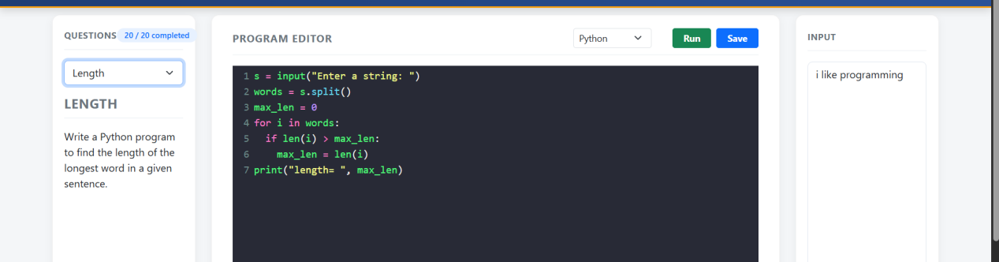 QUESTIONS 20 / 20 completed
Length
LENGTH
Write a Python program
to find the length of the
longest word in a given
sentence.
PROGRAM EDITOR
Python
Run
Save
1 s = input("Enter a string: ")
2 words = s.split()
3 max_len = 0
4 for i in words:
5   if len(i) > max_len:
6     max_len = len(i)
7 print("length= ", max_len)
INPUT
i like programming